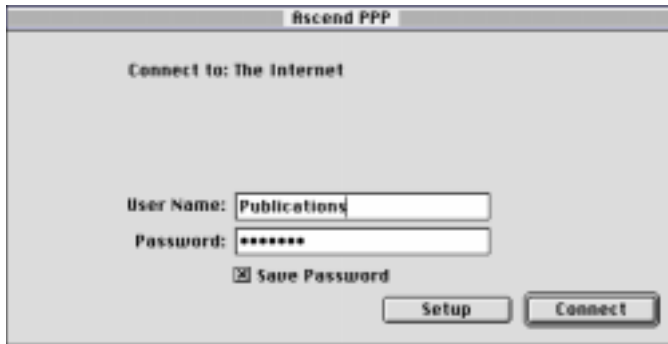 Ascend PPP
Connect to: The Internet
User Name: Publications
Password: •••••••
Save Password
Setup Connect